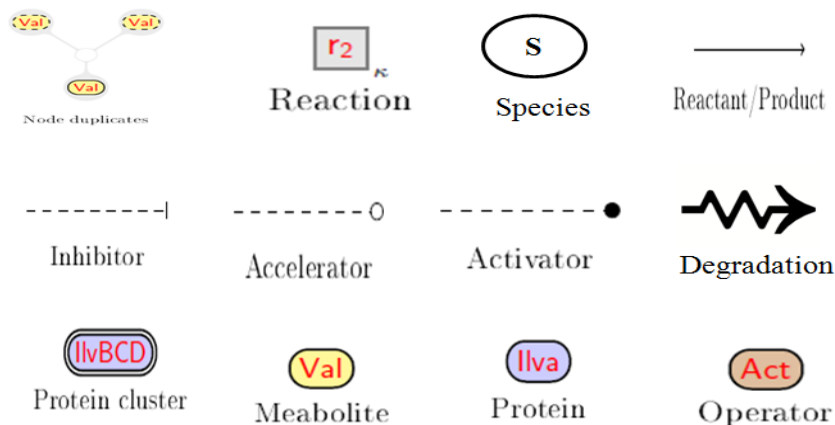 Val Val
Val
Node duplicates
r2 κ
Reaction
S
Species
Reactant/Product
Inhibitor
Accelerator
Activator
Degradation
IlvBCD
Protein cluster
Val
Meabolite
Ilva
Protein
Act
Operator